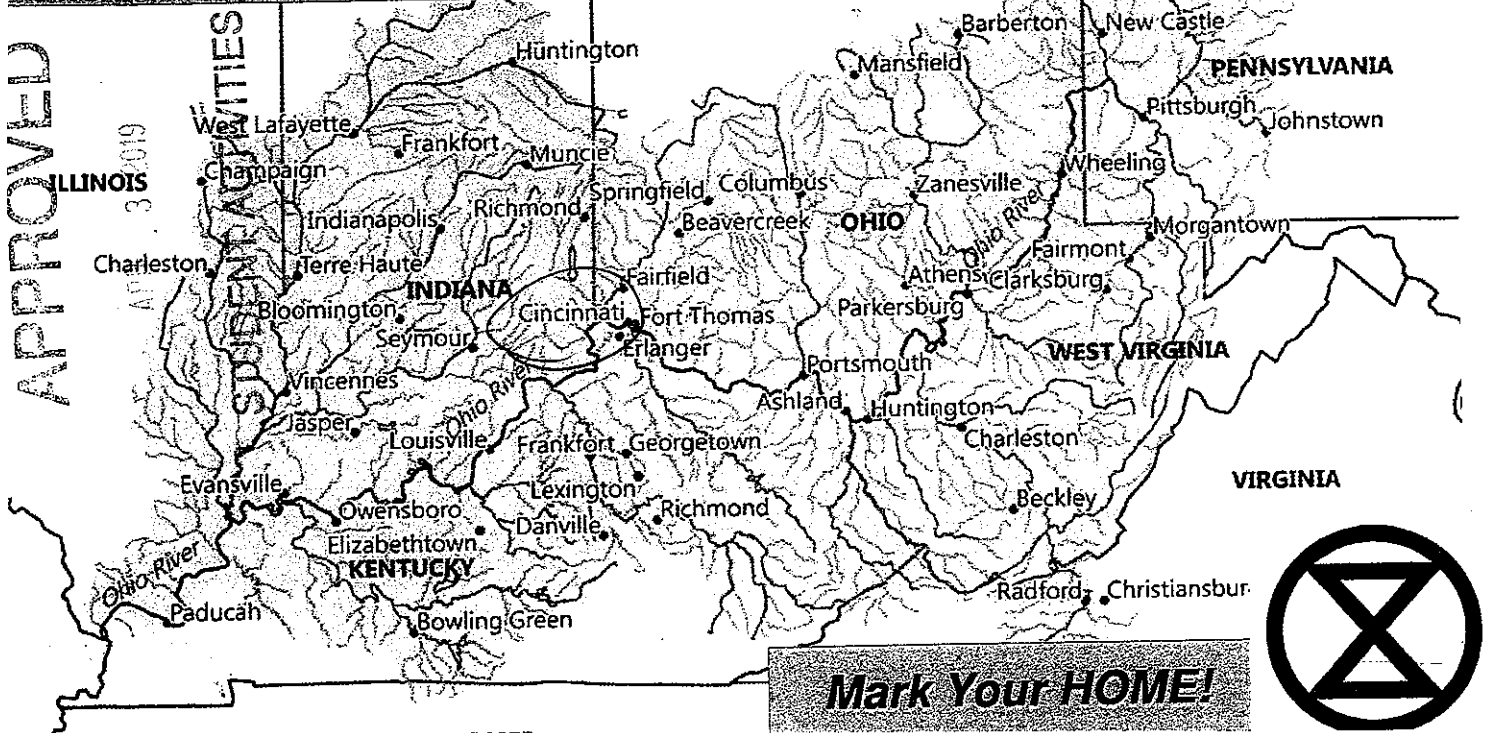 APPROVED
STUDENT ACTIVITIES
3 2019
Barberton
New Castle
Huntington
Mansfield
PENNSYLVANIA
Pittsburgh
Johnstown
West Lafayette
Frankfort
Muncie
Wheeling
Champaign
ILLINOIS
Springfield
Columbus
Zanesville
Richmond
Indianapolis
Beavercreek
OHIO
Ohio River
Morgantown
Fairmont
Charleston
Terre Haute
INDIANA
Fairfield
Athens
Clarksburg
Bloomington
Cincinnati
Fort Thomas
Parkersburg
Seymour
Erlanger
WEST VIRGINIA
Portsmouth
Vincennes
Ohio River
Ashland
Huntington
Jasper
Louisville
Frankfort
Georgetown
Charleston
Evansville
Lexington
VIRGINIA
Owensboro
Richmond
Beckley
Elizabethtown
Danville
KENTUCKY
Ohio River
Radford
Christiansbur
Paducah
Bowling Green
Mark Your HOME!